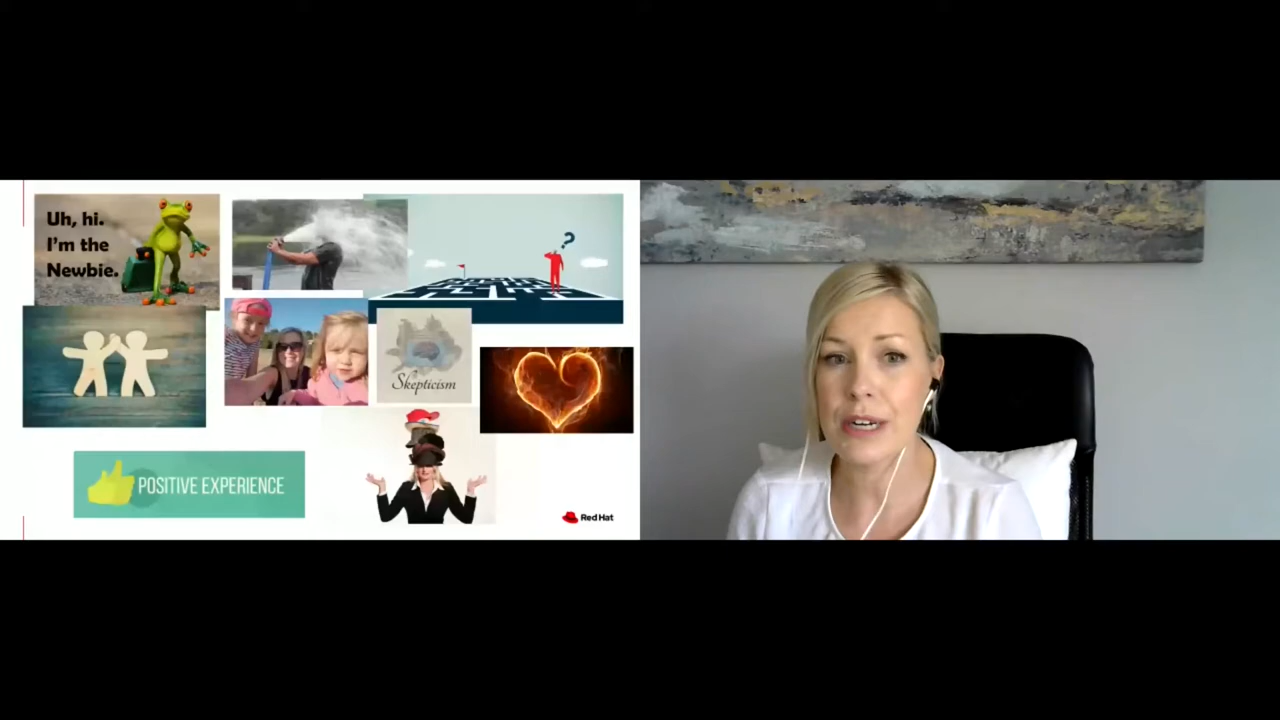 Uh, hi.
I'm the
Newbie.
?
Skepticism
POSITIVE EXPERIENCE
Red Hat